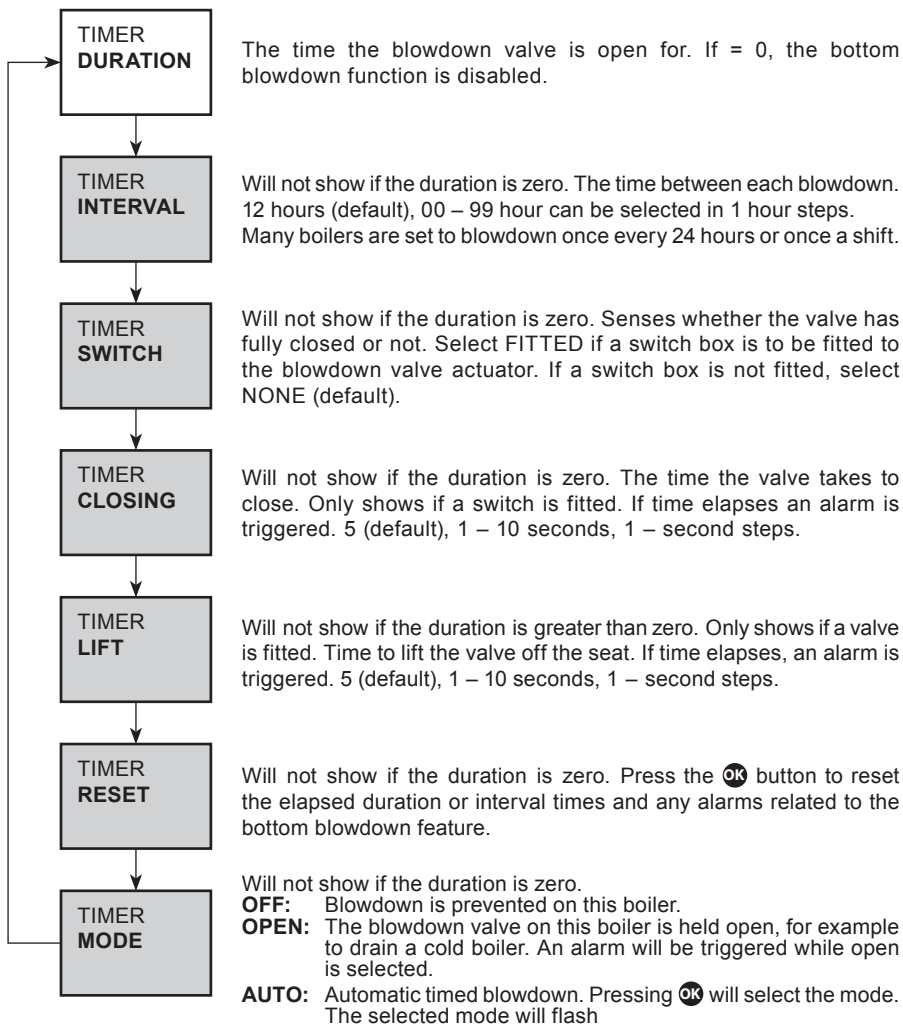 TIMER
DURATION
The time the blowdown valve is open for. If = 0, the bottom
blowdown function is disabled.
TIMER
INTERVAL
Will not show if the duration is zero. The time between each blowdown.
12 hours (default), 00 – 99 hour can be selected in 1 hour steps.
Many boilers are set to blowdown once every 24 hours or once a shift.
TIMER
SWITCH
Will not show if the duration is zero. Senses whether the valve has
fully closed or not. Select FITTED if a switch box is to be fitted to
the blowdown valve actuator. If a switch box is not fitted, select
NONE (default).
TIMER
CLOSING
Will not show if the duration is zero. The time the valve takes to
close. Only shows if a switch is fitted. If time elapses an alarm is
triggered. 5 (default), 1 – 10 seconds, 1 – second steps.
TIMER
LIFT
Will not show if the duration is greater than zero. Only shows if a valve
is fitted. Time to lift the valve off the seat. If time elapses, an alarm is
triggered. 5 (default), 1 – 10 seconds, 1 – second steps.
TIMER
RESET
Will not show if the duration is zero. Press the OK button to reset
the elapsed duration or interval times and any alarms related to the
bottom blowdown feature.
TIMER
MODE
Will not show if the duration is zero.
OFF: Blowdown is prevented on this boiler.
OPEN: The blowdown valve on this boiler is held open, for example
to drain a cold boiler. An alarm will be triggered while open
is selected.
AUTO: Automatic timed blowdown. Pressing OK will select the mode.
The selected mode will flash